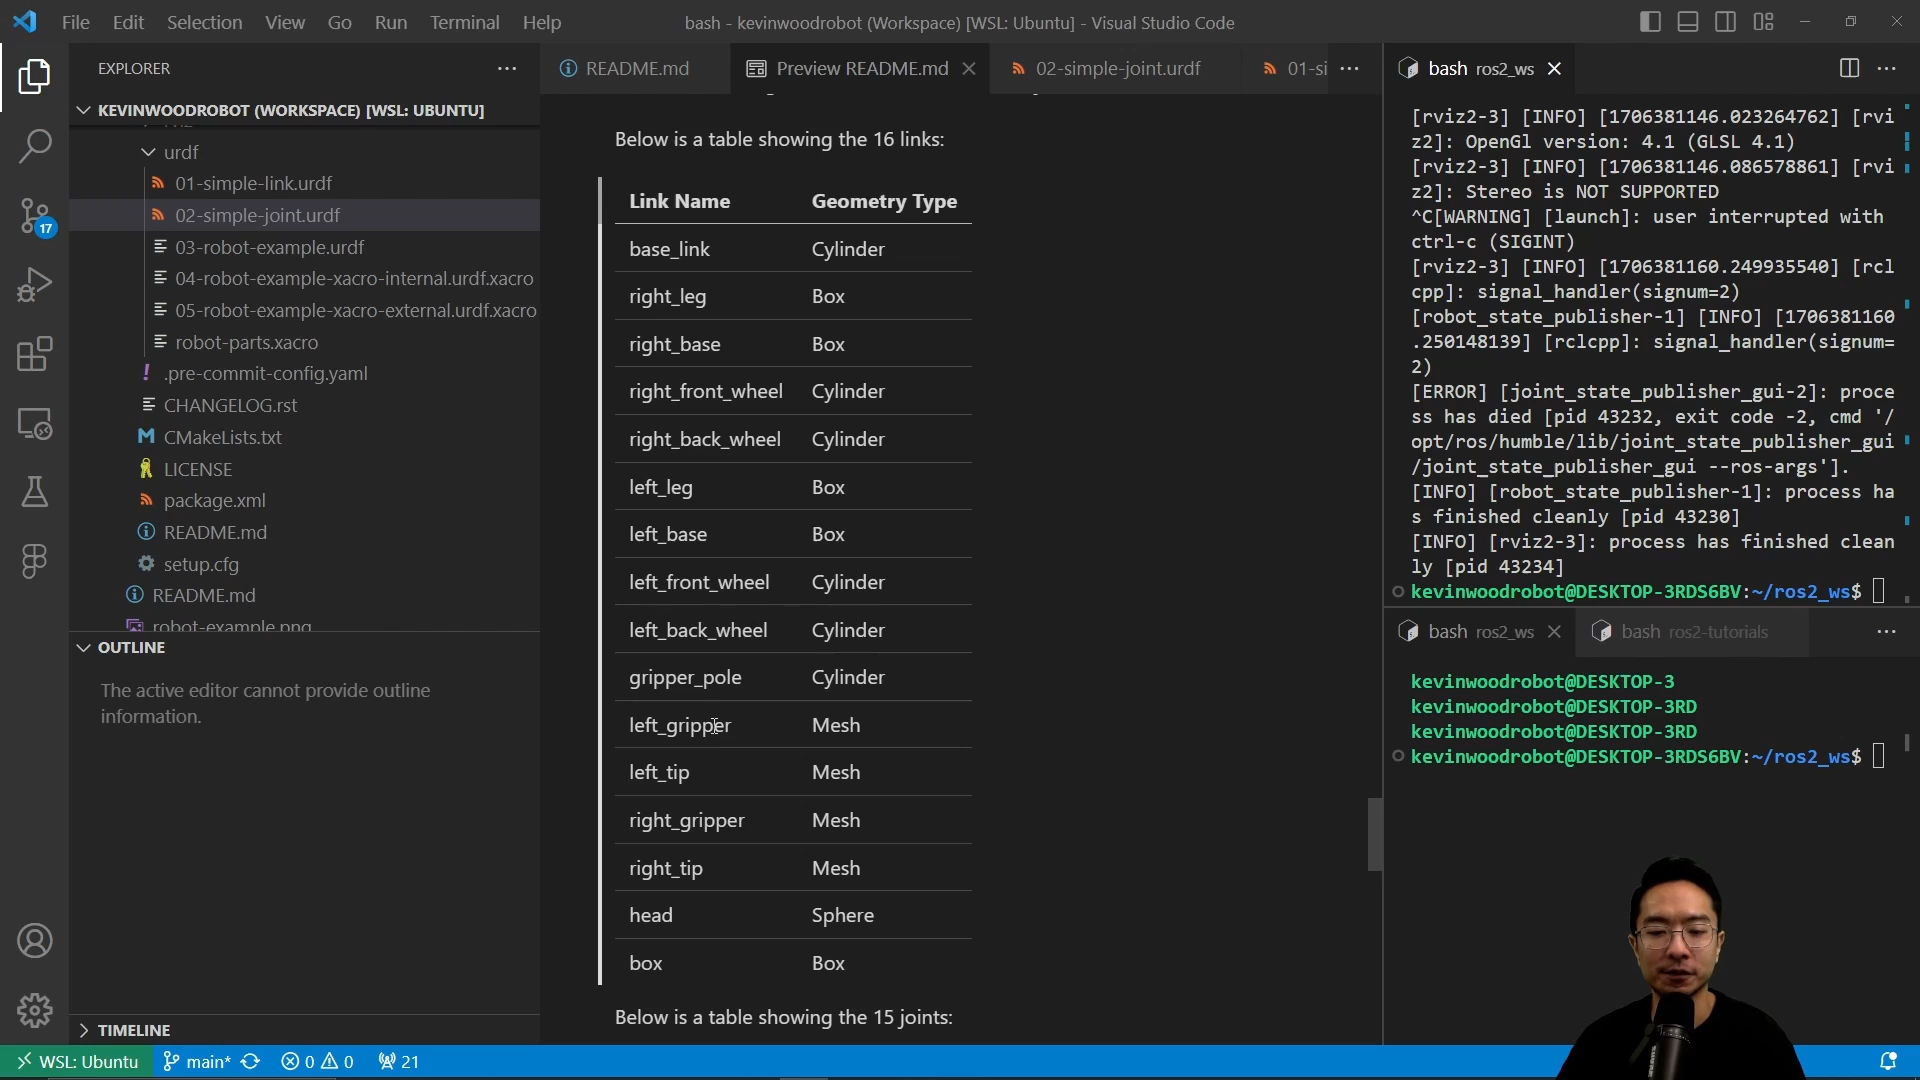 File Edit Selection View Go Run Terminal Help
bash - kevinwoodrobot (Workspace) [WSL: Ubuntu] - Visual Studio Code
EXPLORER
KEVINWOODROBOT (WORKSPACE) [WSL: UBUNTU]
urdf
01-simple-link.urdf
02-simple-joint.urdf
03-robot-example.urdf
04-robot-example-xacro-internal.urdf.xacro
05-robot-example-xacro-external.urdf.xacro
robot-parts.xacro
.pre-commit-config.yaml
CHANGELOG.rst
CMakeLists.txt
LICENSE
package.xml
README.md
setup.cfg
README.md
robot-example.png
17
OUTLINE
The active editor cannot provide outline
information.
TIMELINE
README.md
Preview README.md
02-simple-joint.urdf
01-si
Below is a table showing the 16 links:
Link Name Geometry Type
base_link Cylinder
right_leg Box
right_base Box
right_front_wheel Cylinder
right_back_wheel Cylinder
left_leg Box
left_base Box
left_front_wheel Cylinder
left_back_wheel Cylinder
gripper_pole Cylinder
left_gripper Mesh
left_tip Mesh
right_gripper Mesh
right_tip Mesh
head Sphere
box Box
Below is a table showing the 15 joints:
bash ros2_ws
[rviz2-3] [INFO] [1706381146.023264762] [rvi
z2]: OpenGl version: 4.1 (GLSL 4.1)
[rviz2-3] [INFO] [1706381146.086578861] [rvi
z2]: Stereo is NOT SUPPORTED
^C[WARNING] [launch]: user interrupted with
ctrl-c (SIGINT)
[rviz2-3] [INFO] [1706381160.249935540] [rcl
cpp]: signal_handler(signum=2)
[robot_state_publisher-1] [INFO] [1706381160
.250148139] [rclcpp]: signal_handler(signum=
2)
[ERROR] [joint_state_publisher_gui-2]: proce
ss has died [pid 43232, exit code -2, cmd '/
opt/ros/humble/lib/joint_state_publisher_gui
/joint_state_publisher_gui --ros-args'].
[INFO] [robot_state_publisher-1]: process ha
s finished cleanly [pid 43230]
[INFO] [rviz2-3]: process has finished clean
ly [pid 43234]
kevinwoodrobot@DESKTOP-3RDS6BV:~/ros2_ws$
bash ros2_ws
bash ros2-tutorials
kevinwoodrobot@DESKTOP-3
kevinwoodrobot@DESKTOP-3RD
kevinwoodrobot@DESKTOP-3RD
kevinwoodrobot@DESKTOP-3RDS6BV:~/ros2_ws$
WSL: Ubuntu main* 0 0 21